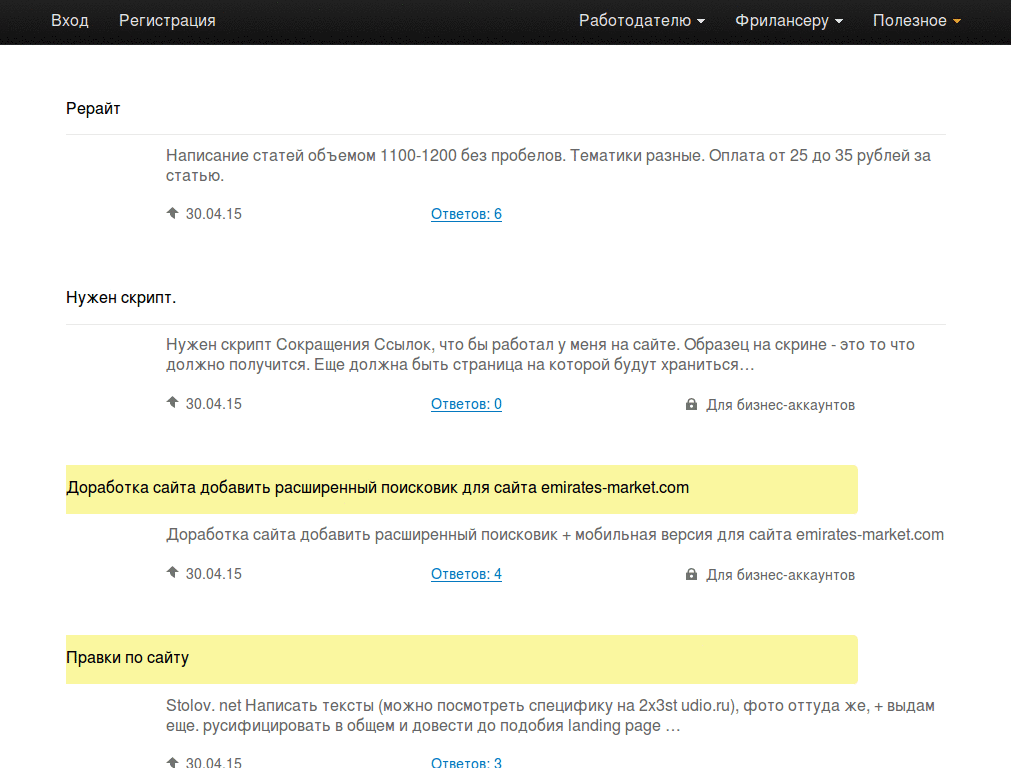 Вход Регистрация Работодателю Фрилансеру Полезное
Рерайт
Написание статей объемом 1100-1200 без пробелов. Тематики разные. Оплата от 25 до 35 рублей за
статью.
30.04.15 Ответов: 6
Нужен скрипт.
Нужен скрипт Сокращения Ссылок, что бы работал у меня на сайте. Образец на скрине - это то что
должно получится. Еще должна быть страница на которой будут храниться…
30.04.15 Ответов: 0 Для бизнес-аккаунтов
Доработка сайта добавить расширенный поисковик для сайта emirates-market.com
Доработка сайта добавить расширенный поисковик + мобильная версия для сайта emirates-market.com
30.04.15 Ответов: 4 Для бизнес-аккаунтов
Правки по сайту
Stolov. net Написать тексты (можно посмотреть специфику на 2x3st udio.ru), фото оттуда же, + выдам
еще. русифицировать в общем и довести до подобия landing page …
30.04.15 Ответов: 3